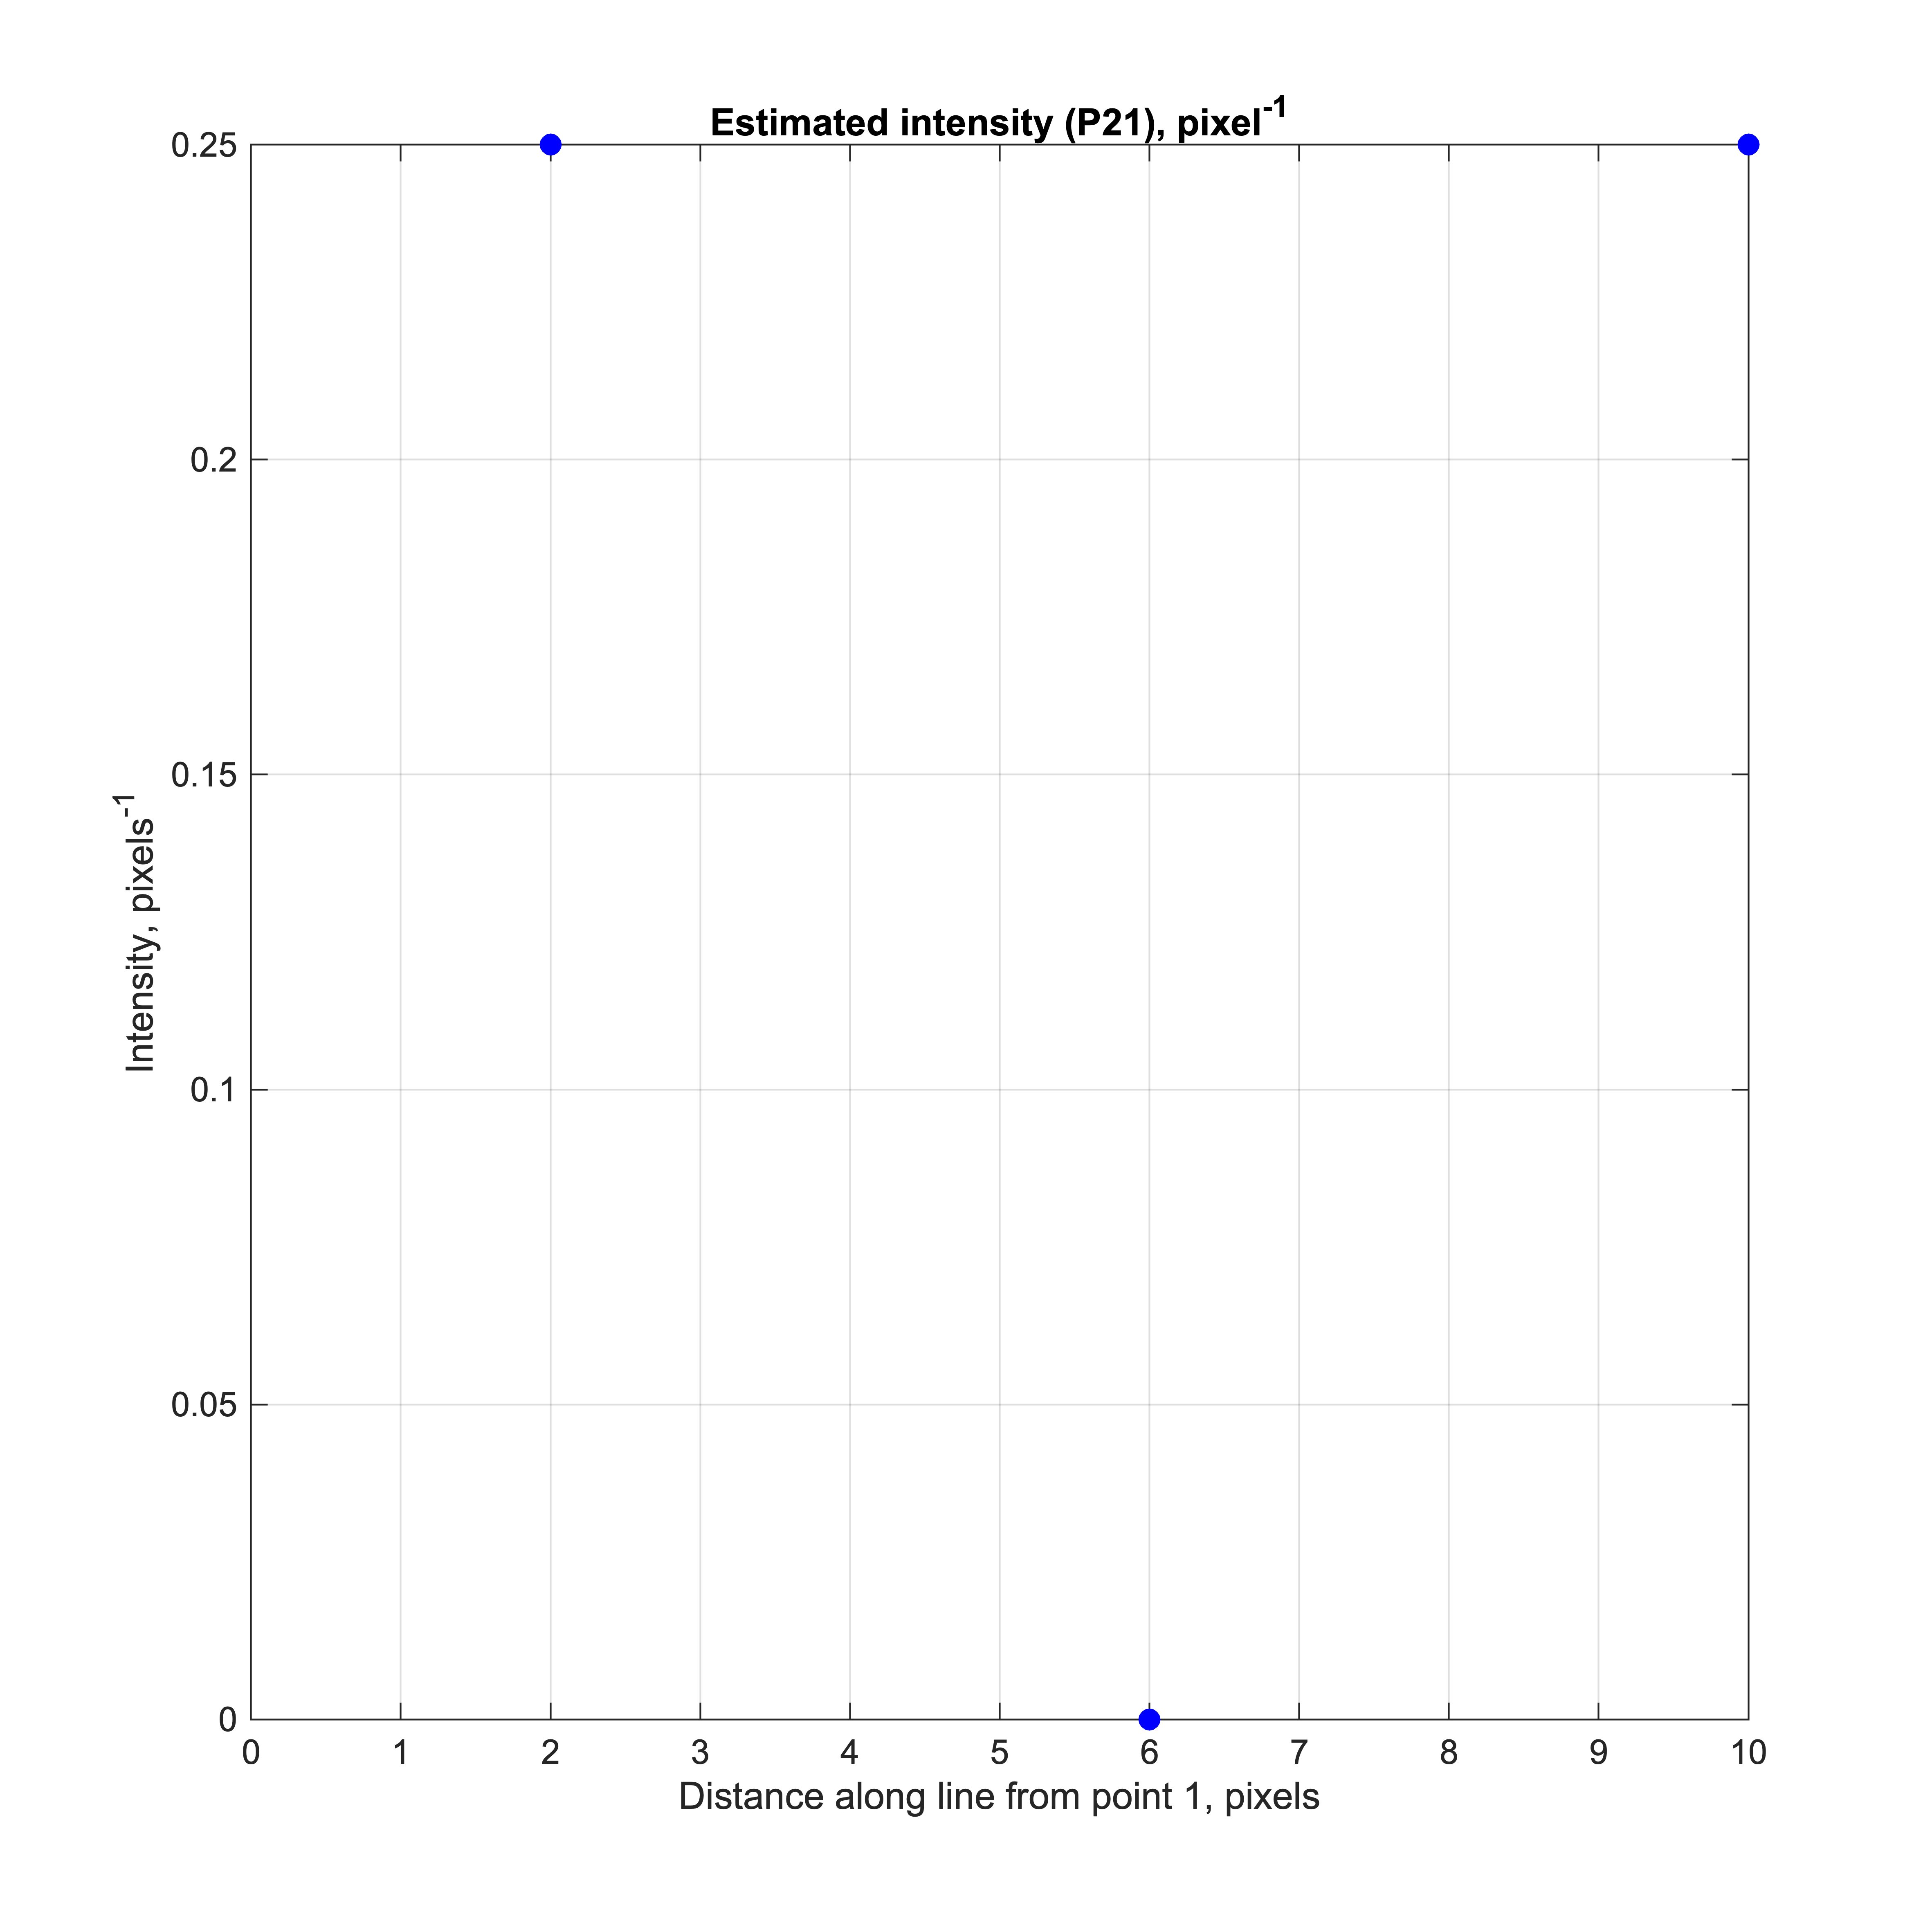 Estimated intensity (P21), pixel-1
0.25
0.2
0.15
0.1
0.05
0
Intensity, pixels-1
0 1 2 3 4 5 6 7 8 9 10
Distance along line from point 1, pixels